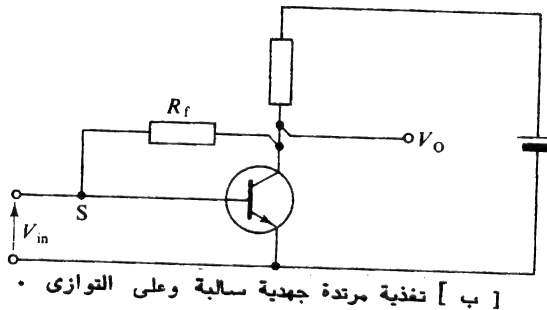 R_f
V_O
S
V_in
[ ب ] تغذية مرتدة جهدية سالبة وعلى التوازى .